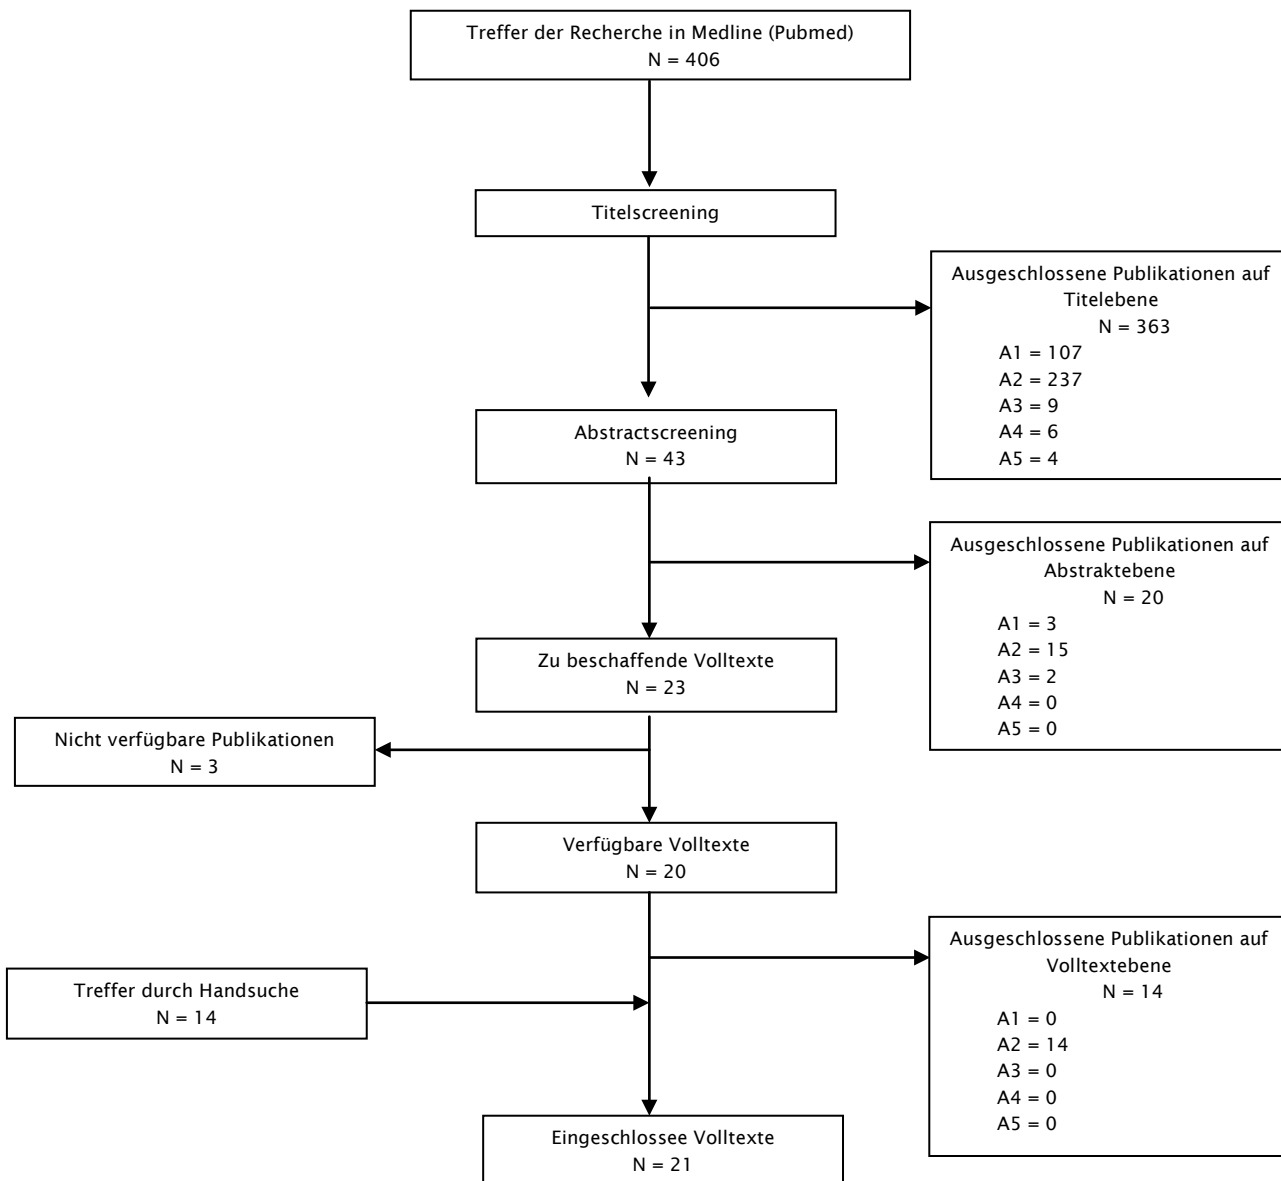 Treffer der Recherche in Medline (Pubmed)
N = 406
Titelscreening
Ausgeschlossene Publikationen auf
Titelebene
N = 363
A1 = 107
A2 = 237
A3 = 9
A4 = 6
A5 = 4
Abstractscreening
N = 43
Ausgeschlossene Publikationen auf
Abstraktebene
N = 20
A1 = 3
A2 = 15
A3 = 2
A4 = 0
A5 = 0
Zu beschaffende Volltexte
N = 23
Nicht verfügbare Publikationen
N = 3
Verfügbare Volltexte
N = 20
Ausgeschlossene Publikationen auf
Volltextebene
N = 14
A1 = 0
A2 = 14
A3 = 0
A4 = 0
A5 = 0
Treffer durch Handsuche
N = 14
Eingeschlossee Volltexte
N = 21